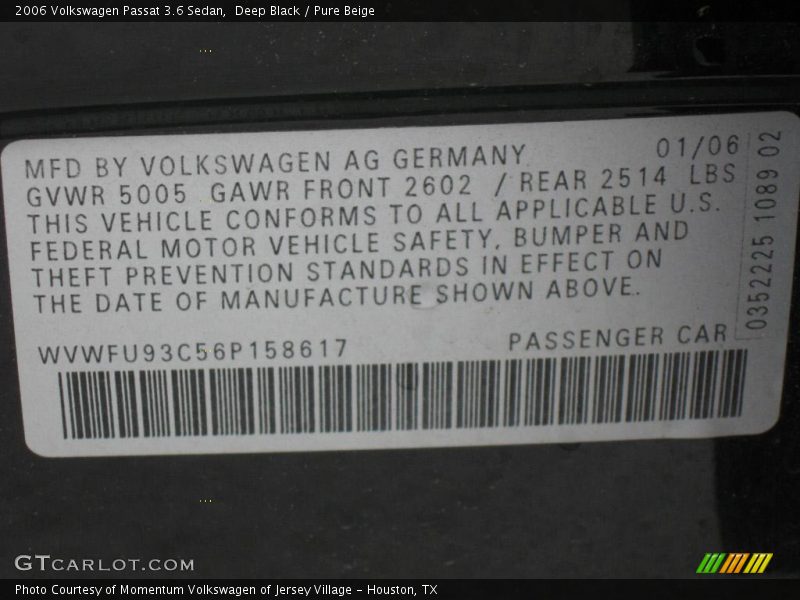 2006 Volkswagen Passat 3.6 Sedan,  Deep Black / Pure Beige
MFD BY VOLKSWAGEN AG GERMANY 01/06
GVWR 5005 GAWR FRONT 2602 / REAR 2514 LBS
THIS VEHICLE CONFORMS TO ALL APPLICABLE U.S.
FEDERAL MOTOR VEHICLE SAFETY, BUMPER AND
THEFT PREVENTION STANDARDS IN EFFECT ON
THE DATE OF MANUFACTURE SHOWN ABOVE.
0352225 1089 02
WVWFU93C56P158617 PASSENGER CAR
GTCARLOT.COM
Photo Courtesy of Momentum Volkswagen of Jersey Village – Houston, TX